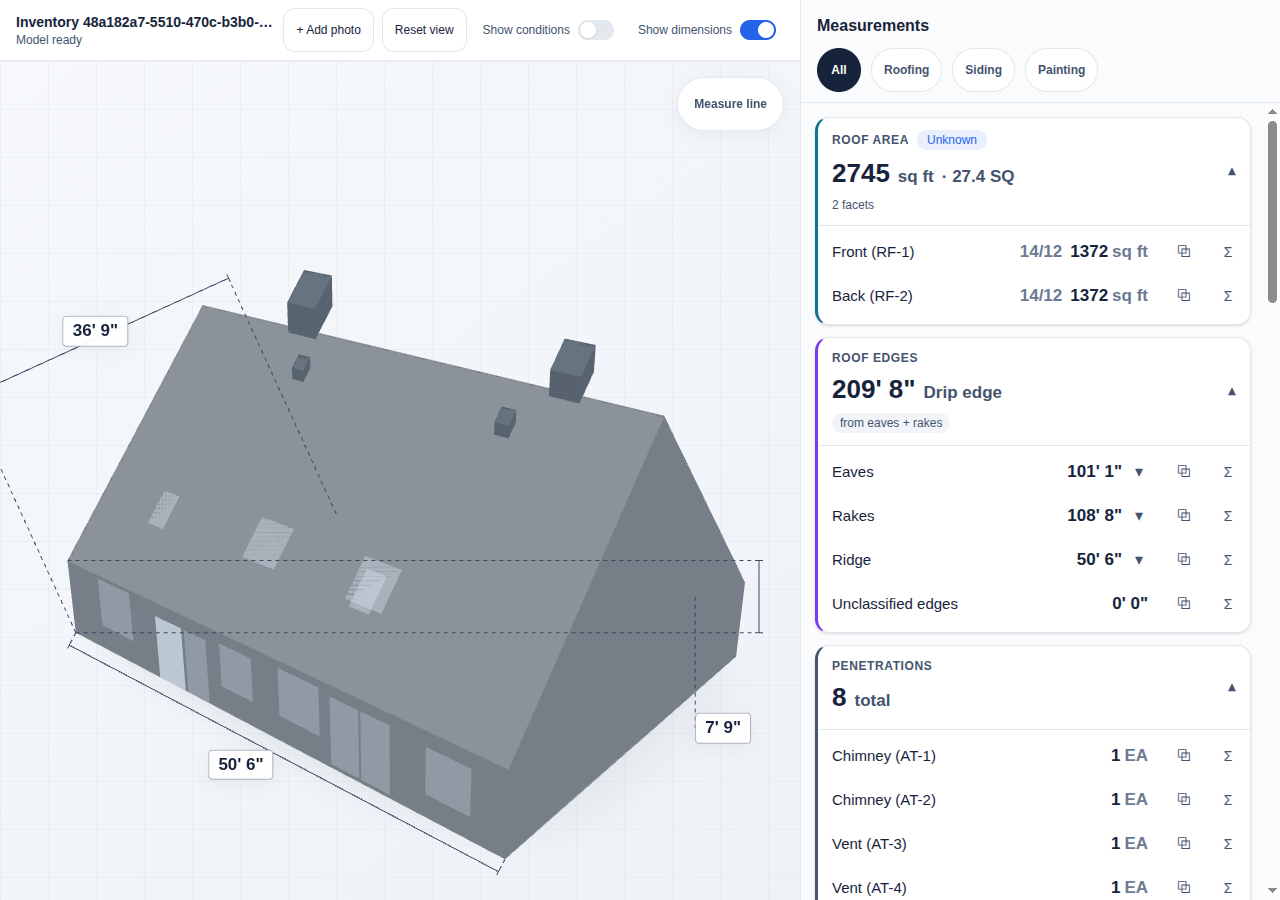 Inventory 48a182a7-5510-470c-b3b0-…
Model ready
+ Add photo
Reset view
Show conditions
Show dimensions
Measure line
36' 9"
50' 6"
7' 9"
Measurements
All
Roofing
Siding
Painting
ROOF AREA Unknown
2745 sq ft · 27.4 SQ
▲
2 facets
Front (RF-1) 14/12 1372 sq ft Σ
Back (RF-2) 14/12 1372 sq ft Σ
ROOF EDGES
209' 8" Drip edge
▲
from eaves + rakes
Eaves 101' 1" ▼ Σ
Rakes 108' 8" ▼ Σ
Ridge 50' 6" ▼ Σ
Unclassified edges 0' 0" Σ
PENETRATIONS
8 total
▲
Chimney (AT-1) 1 EA Σ
Chimney (AT-2) 1 EA Σ
Vent (AT-3) 1 EA Σ
Vent (AT-4) 1 EA Σ